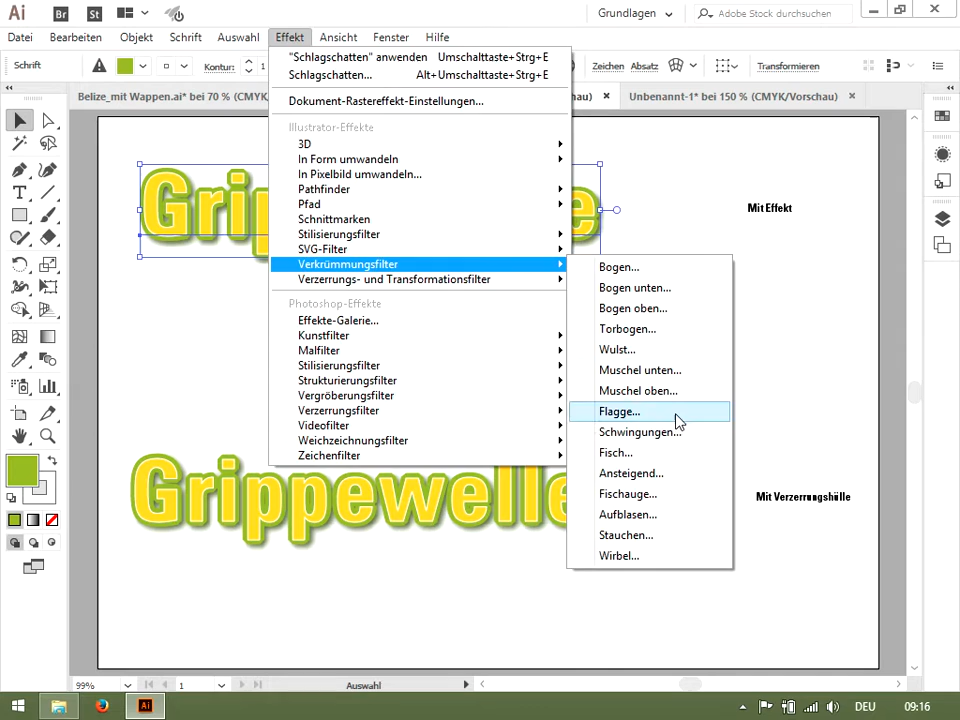 Ai Br St Grundlagen Adobe Stock durchsuchen
Datei Bearbeiten Objekt Schrift Auswahl Effekt Ansicht Fenster Hilfe
Schrift Kontur: 1 Zeichen Absatz Transformieren
Belize_mit Wappen.ai* bei 70 % (CMYK/ hau) × Unbenannt-1* bei 150 % (CMYK/Vorschau) ×
"Schlagschatten" anwenden Umschalttaste+Strg+E
Schlagschatten... Alt+Umschalttaste+Strg+E
Dokument-Rastereffekt-Einstellungen...
Illustrator-Effekte
3D
In Form umwandeln
In Pixelbild umwandeln...
Pathfinder
Pfad
Schnittmarken
Stilisierungsfilter
SVG-Filter
Verkrümmungsfilter
Verzerrungs- und Transformationsfilter
Photoshop-Effekte
Effekte-Galerie...
Kunstfilter
Malfilter
Stilisierungsfilter
Strukturierungsfilter
Vergröberungsfilter
Verzerrungsfilter
Videofilter
Weichzeichnungsfilter
Zeichenfilter
Bogen...
Bogen unten...
Bogen oben...
Torbogen...
Wulst...
Muschel unten...
Muschel oben...
Flagge...
Schwingungen...
Fisch...
Ansteigend...
Fischauge...
Aufblasen...
Stauchen...
Wirbel...
Grip e
Mit Effekt
Grippewelle
Mit Verzerrungshülle
99% 1 Auswahl
Ai DEU 09:16